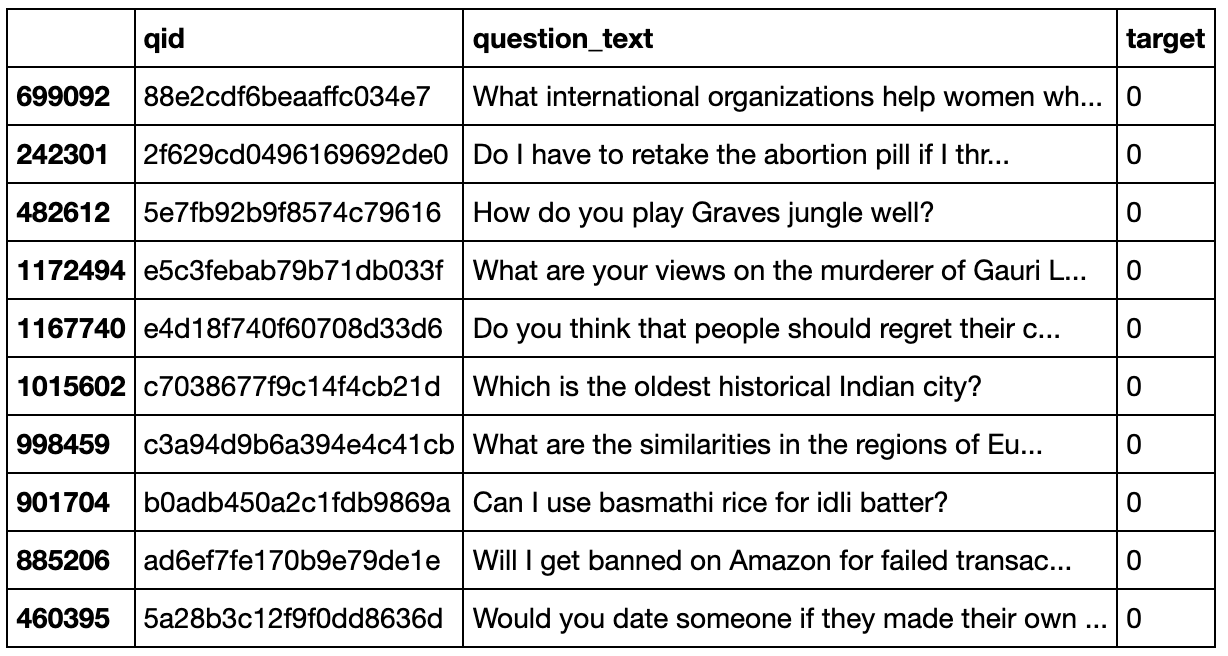 qid question_text target
699092 88e2cdf6beaaffc034e7 What international organizations help women wh... 0
242301 2f629cd0496169692de0 Do I have to retake the abortion pill if I thr... 0
482612 5e7fb92b9f8574c79616 How do you play Graves jungle well? 0
1172494 e5c3febab79b71db033f What are your views on the murderer of Gauri L... 0
1167740 e4d18f740f60708d33d6 Do you think that people should regret their c... 0
1015602 c7038677f9c14f4cb21d Which is the oldest historical Indian city? 0
998459 c3a94d9b6a394e4c41cb What are the similarities in the regions of Eu... 0
901704 b0adb450a2c1fdb9869a Can I use basmathi rice for idli batter? 0
885206 ad6ef7fe170b9e79de1e Will I get banned on Amazon for failed transac... 0
460395 5a28b3c12f9f0dd8636d Would you date someone if they made their own ... 0